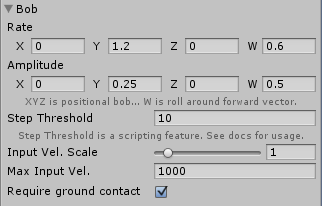 Bob
Rate
X 0 Y 1.2 Z 0 W 0.6
Amplitude
X 0 Y 0.25 Z 0 W 0.5
XYZ is positional bob... W is roll around forward vector.
Step Threshold 10
Step Threshold is a scripting feature. See docs for usage.
Input Vel. Scale 1
Max Input Vel. 1000
Require ground contact